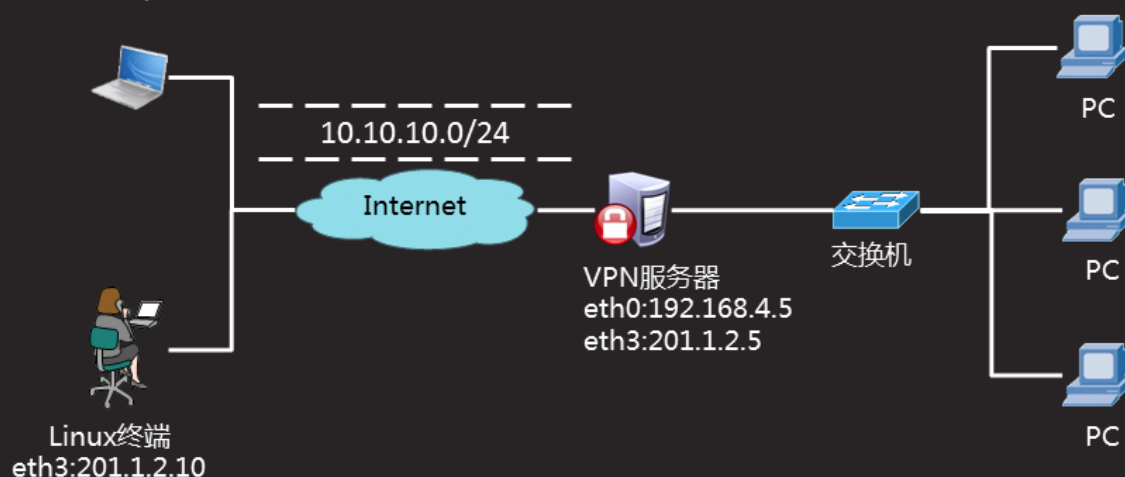 10.10.10.0/24
Internet
PC
VPN服务器
eth0:192.168.4.5
eth3:201.1.2.5
交换机
PC
Linux终端
eth3:201.1.2.10
PC